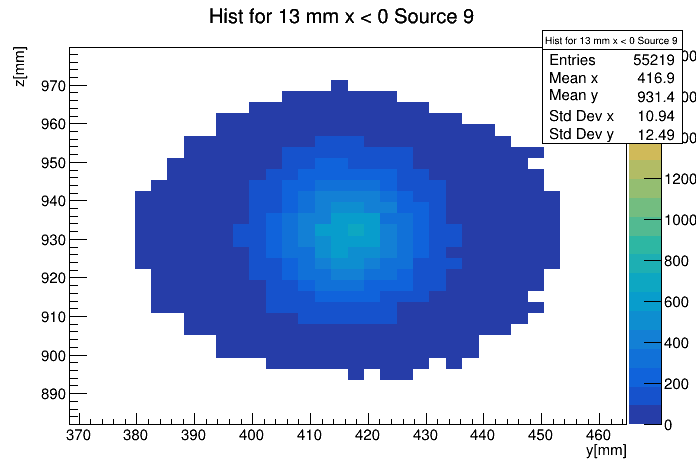 Hist for 13 mm x < 0 Source 9
z[mm]
Hist for 13 mm x < 0 Source 9
Entries 55219
Mean x 416.9
Mean y 931.4
Std Dev x 10.94
Std Dev y 12.49
970
960
950
940
930
920
910
900
890
1200
1000
800
600
400
200
0
370 380 390 400 410 420 430 440 450 460
y[mm]